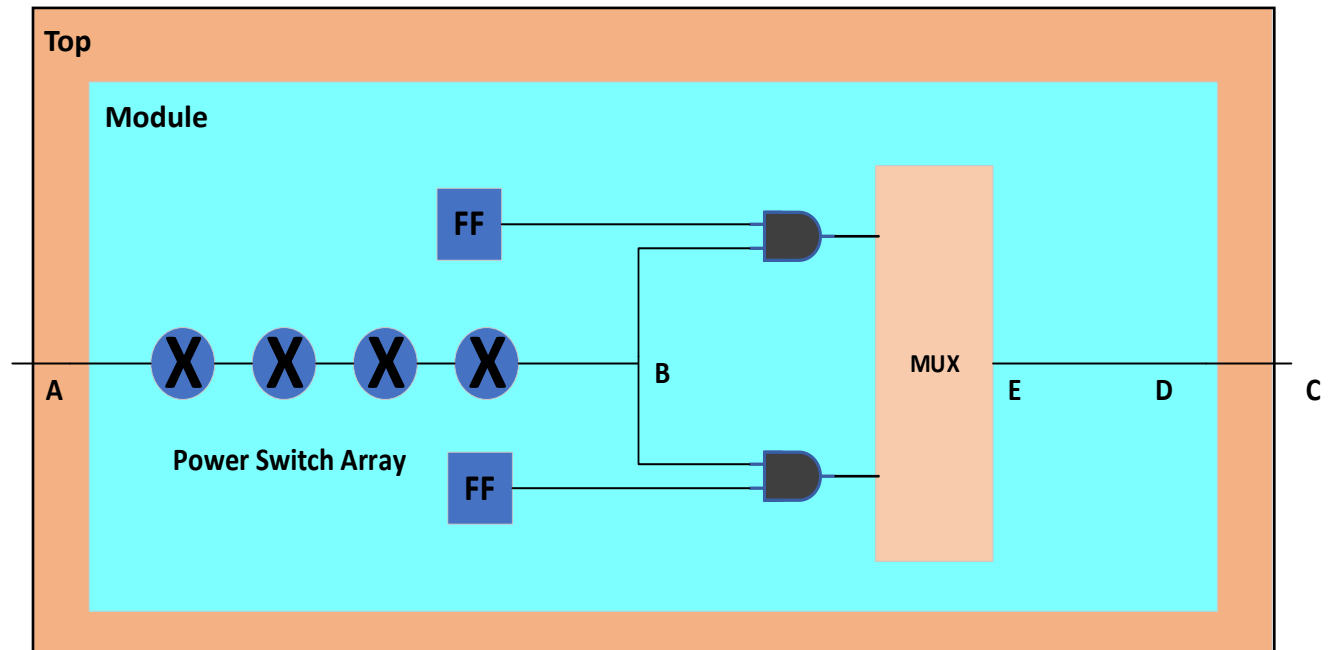 Top
Module
FF
X X X X
A
B
MUX
E
D
C
Power Switch Array
FF